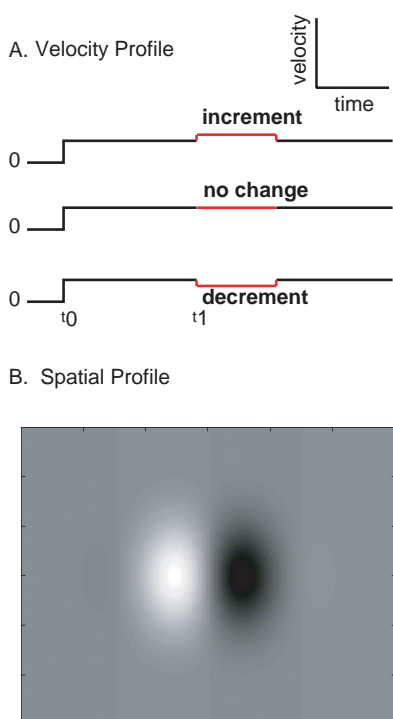 A. Velocity Profile
velocity
time
increment
0
no change
0
0
decrement
t0
t1
B. Spatial Profile